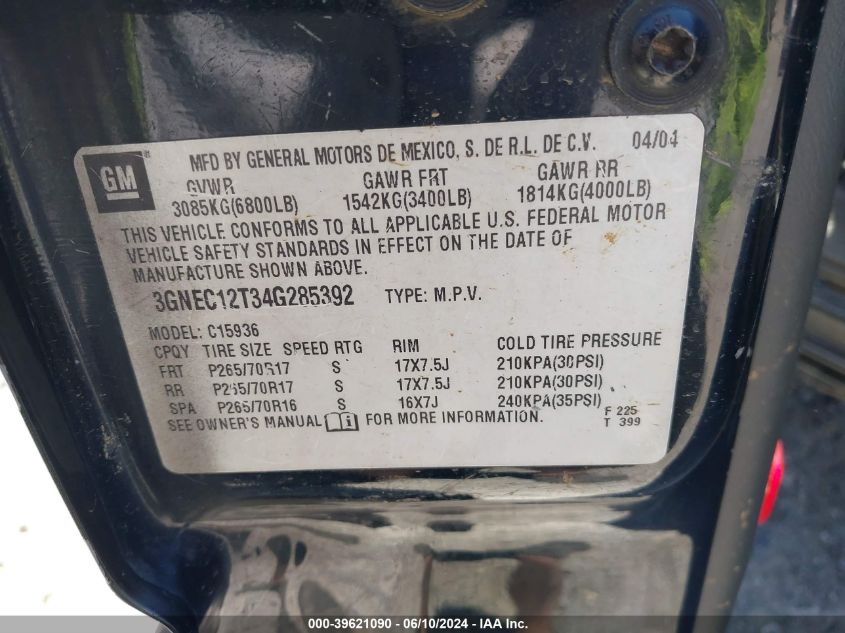 GM
MFD BY GENERAL MOTORS DE MEXICO, S. DE R.L. DE C.V. 04/04
GVWR GAWR FRT GAWR RR
3085KG(6800LB) 1542KG(3400LB) 1814KG(4000LB)
THIS VEHICLE CONFORMS TO ALL APPLICABLE U.S. FEDERAL MOTOR
VEHICLE SAFETY STANDARDS IN EFFECT ON THE DATE OF
MANUFACTURE SHOWN ABOVE.
3GNEC12T34G285392 TYPE: M.P.V.
MODEL: C15936
CPQY TIRE SIZE SPEED RTG RIM COLD TIRE PRESSURE
FRT P265/70R17 S 17X7.5J 210KPA(30PSI)
RR P265/70R17 S 17X7.5J 210KPA(30PSI)
SPA P265/70R16 S 16X7J 240KPA(35PSI)
SEE OWNER'S MANUAL FOR MORE INFORMATION.
F 225
T 399
000-39621090 - 06/10/2024 - IAA Inc.